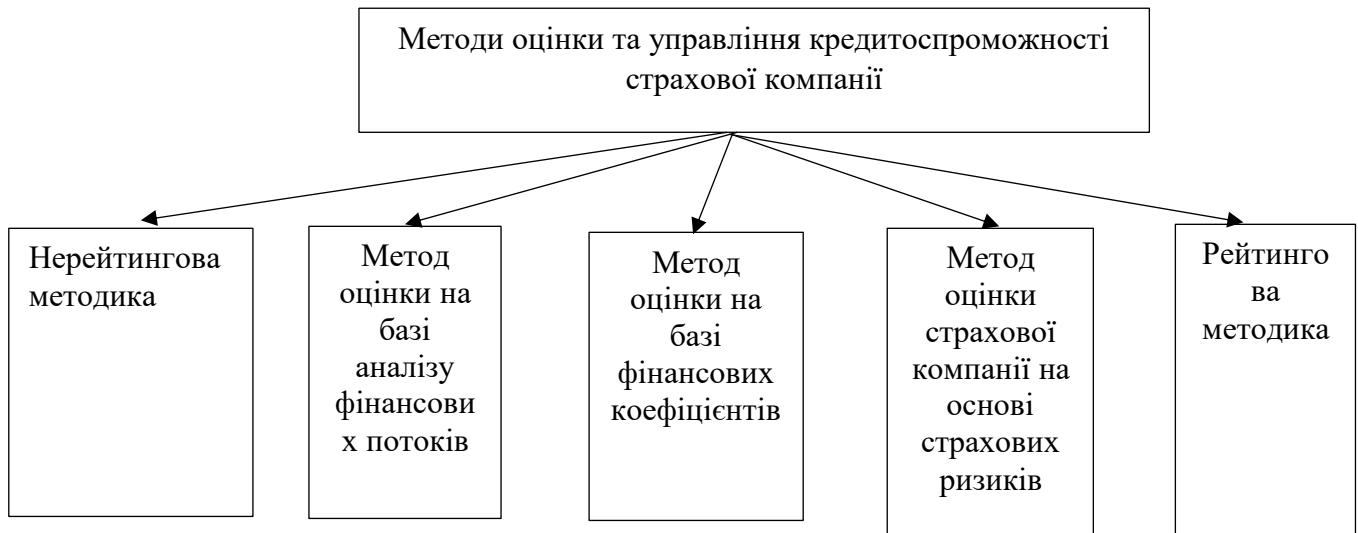 Методи оцінки та управління кредитоспроможності
страхової компанії
Нерейтингова
методика
Метод
оцінки на
базі
аналізу
фінансови
х потоків
Метод
оцінки на
базі
фінансових
коефіцієнтів
Метод
оцінки
страхової
компанії на
основі
страхових
ризиків
Рейтинго
ва
методика